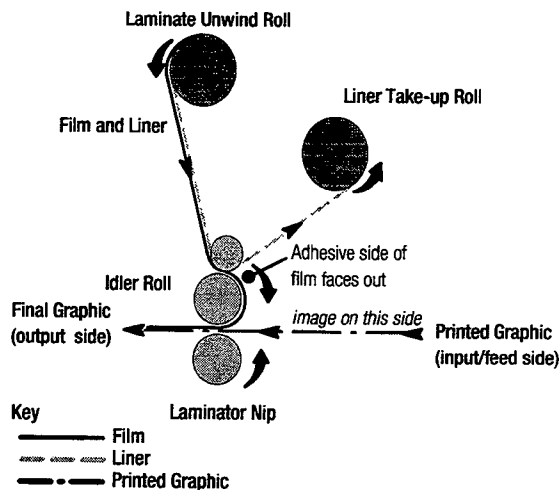 Laminate Unwind Roll
Liner Take-up Roll
Film and Liner
Adhesive side of
film faces out
Idler Roll
Final Graphic
(output side)
image on this side
Printed Graphic
(input/feed side)
Laminator Nip
Key
Film
Liner
Printed Graphic